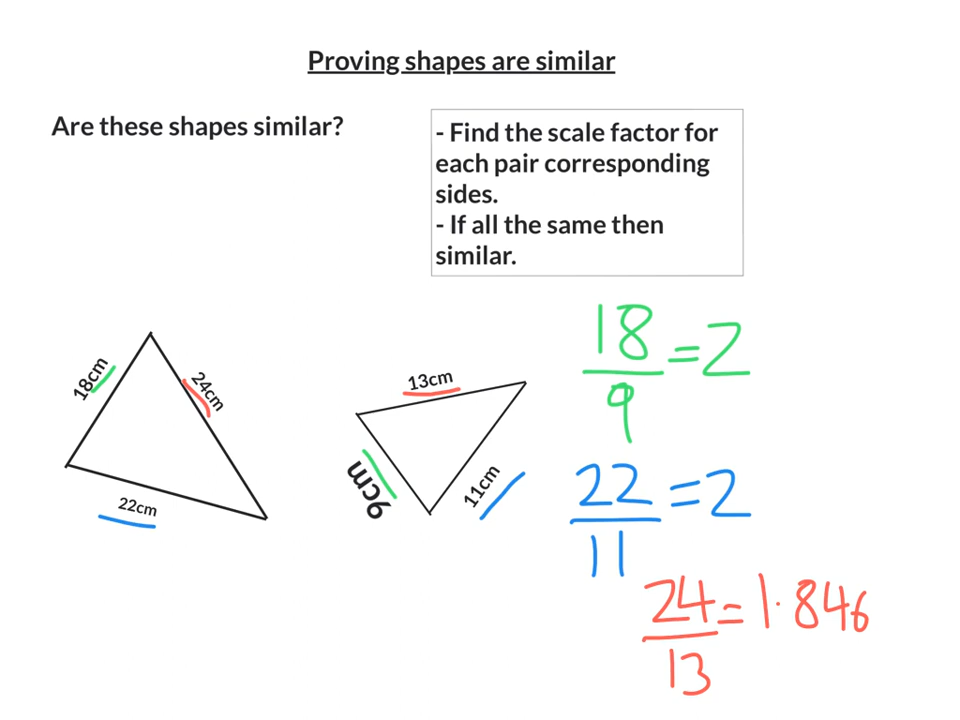 Proving shapes are similar
Are these shapes similar?
- Find the scale factor for
each pair corresponding
sides.
- If all the same then
similar.
18cm
24cm
22cm
13cm
9cm
11cm
18/9 = 2
22/11 = 2
24/13 = 1.846